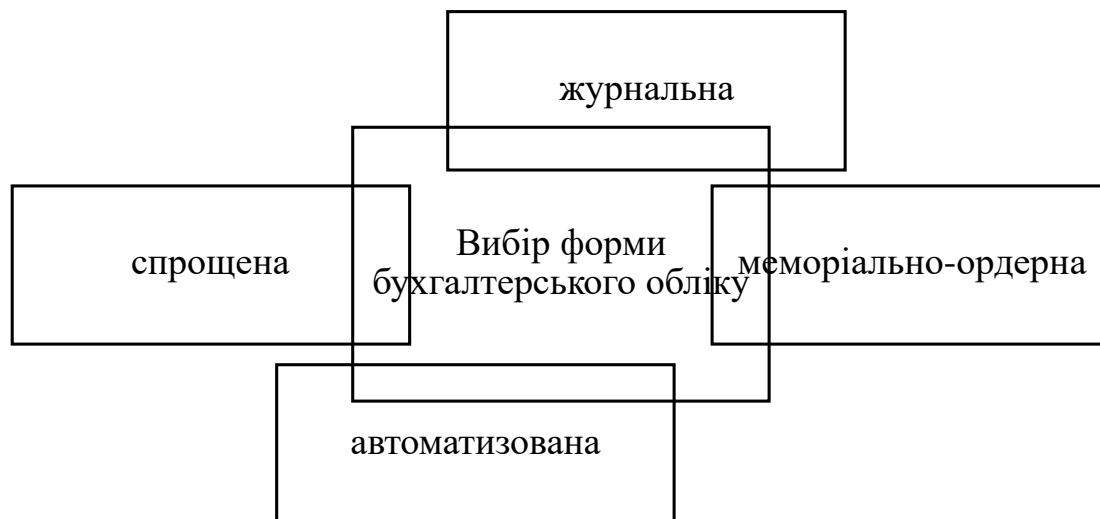 журнальна
спрощена
Вибір форми
бухгалтерського обліку
меморіально-ордерна
автоматизована